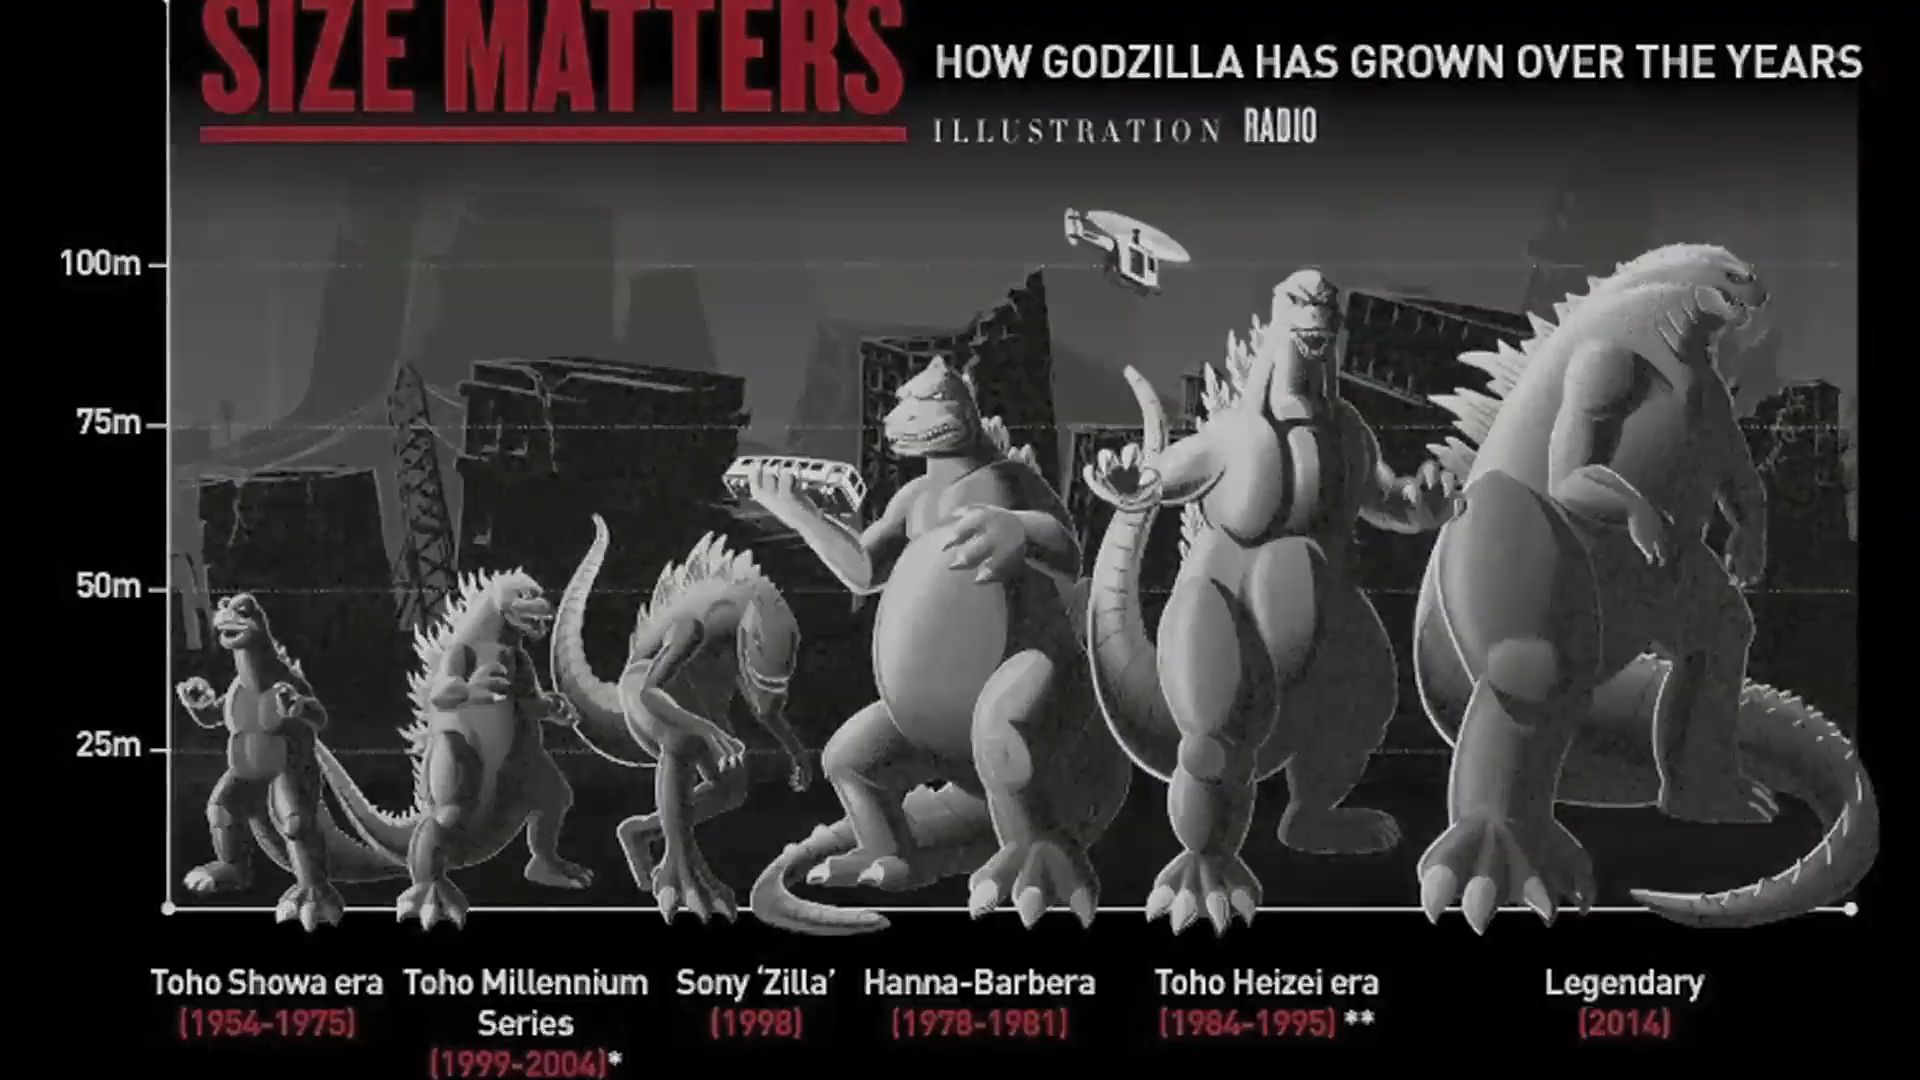 SIZE MATTERS
HOW GODZILLA HAS GROWN OVER THE YEARS
ILLUSTRATION RADIO
100m
75m
50m
25m
Toho Showa era
(1954-1975)
Toho Millennium
Series
(1999-2004)*
Sony ‘Zilla’
(1998)
Hanna-Barbera
(1978-1981)
Toho Heizei era
(1984-1995) **
Legendary
(2014)